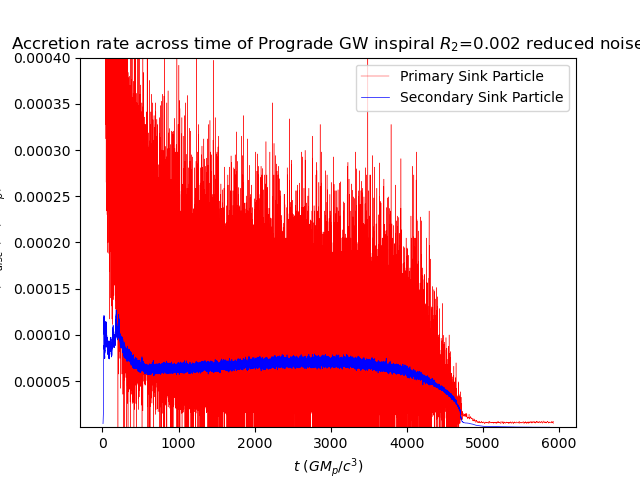 Accretion rate across time of Prograde GW inspiral $R_2$=0.002 reduced noise
0.00040
0.00035
0.00030
0.00025
0.00020
0.00015
0.00010
0.00005
Primary Sink Particle
Secondary Sink Particle
0 1000 2000 3000 4000 5000 6000
$t$ ($GM_p/c^3$)